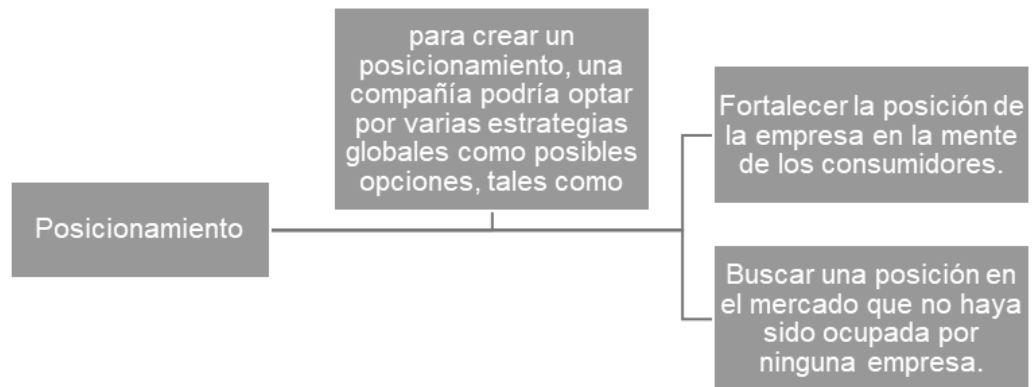 Posicionamiento
para crear un
posicionamiento, una
compañía podría optar
por varias estrategias
globales como posibles
opciones, tales como
Fortalecer la posición de
la empresa en la mente
de los consumidores.
Buscar una posición en
el mercado que no haya
sido ocupada por
ninguna empresa.